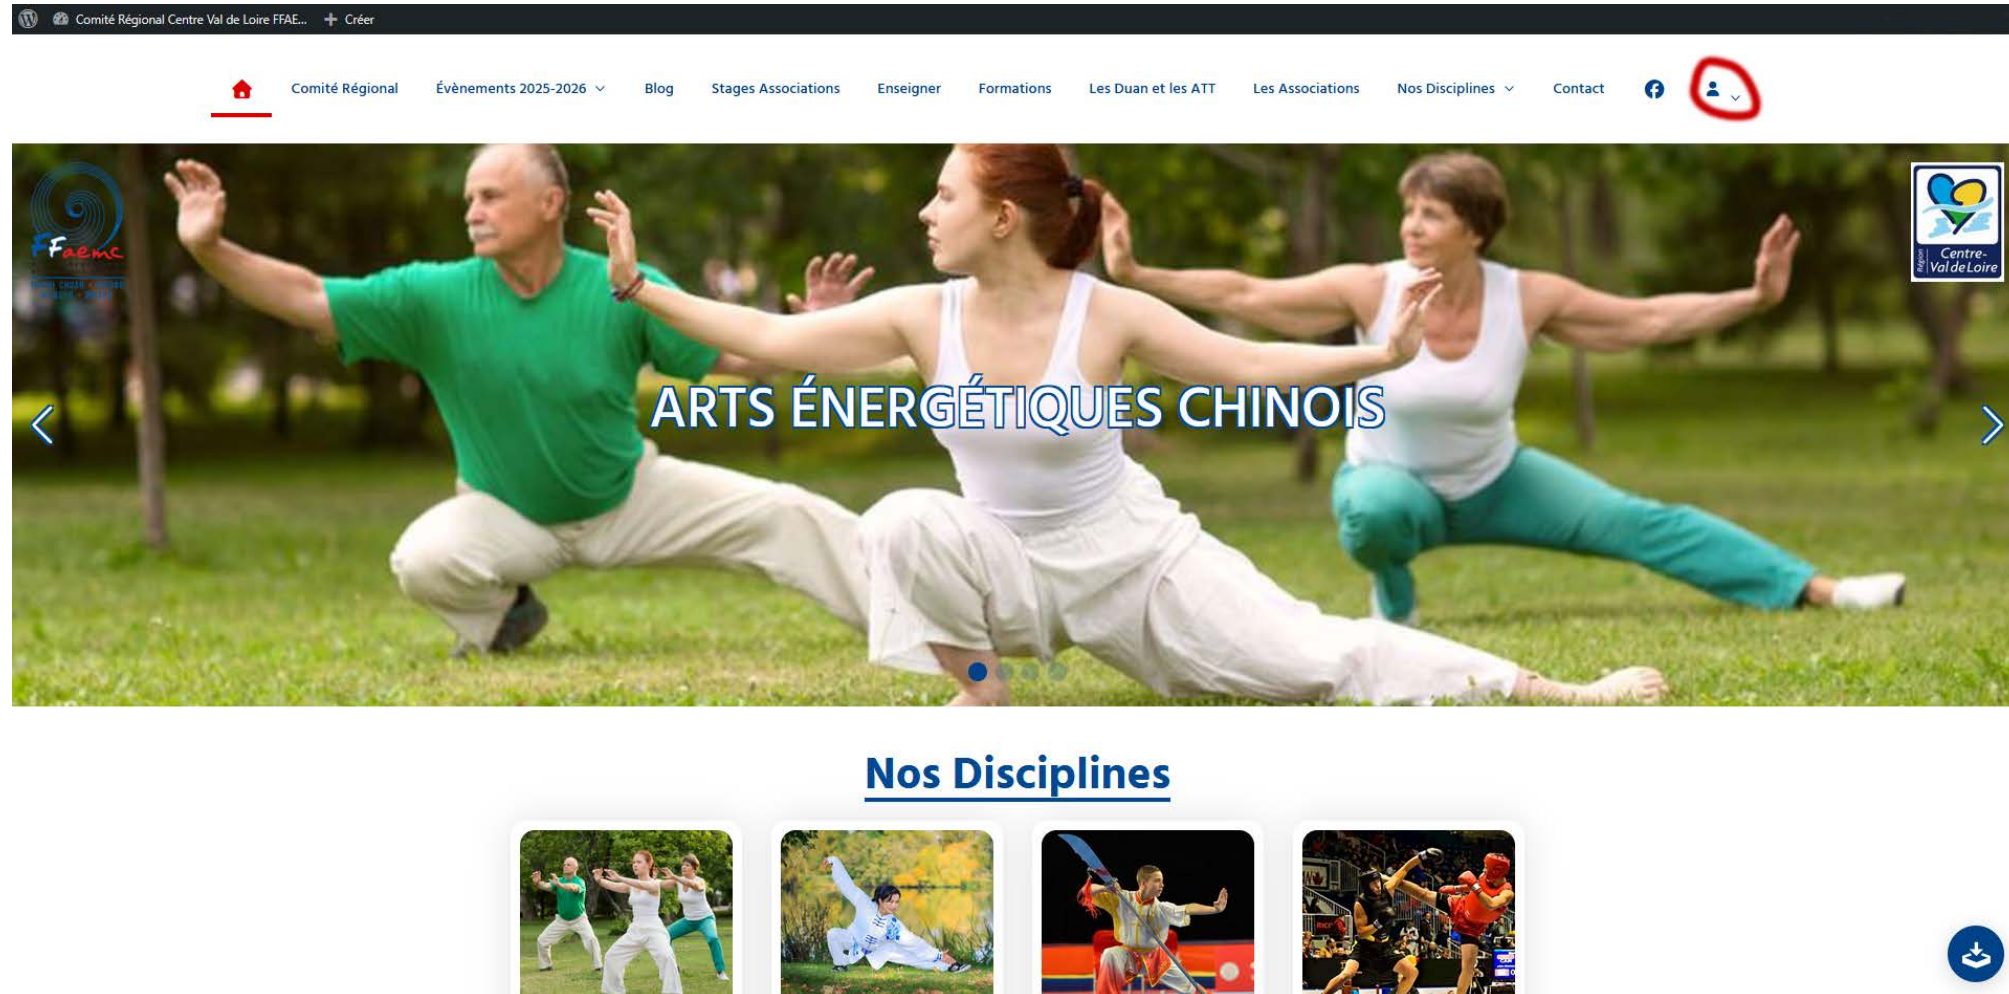 Comité Régional Centre Val de Loire FFAE... Créer
Comité Régional Évènements 2025-2026 Blog Stages Associations Enseigner Formations Les Duan et les ATT Les Associations Nos Disciplines Contact
FFaemc
Région Centre-
Val de Loire
ARTS ÉNERGÉTIQUES CHINOIS
Nos Disciplines